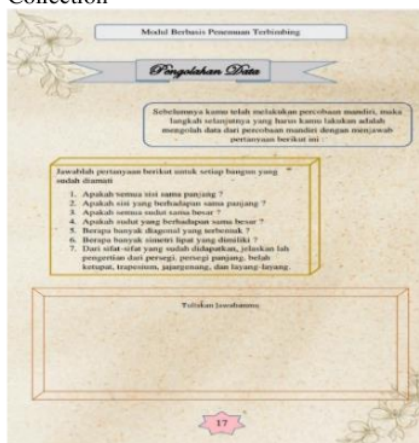 Collection
Modul Berbasis Penemuan Terbimbing
Pengolahan Data
Sebelumnya kamu telah melakukan percobaan mandiri, maka
langkah selanjutnya yang harus kamu lakukan adalah
mengolah data dari percobaan mandiri dengan menjawab
pertanyaan berikut ini :
Jawablah pertanyaan berikut untuk setiap bangun yang
sudah diamati
1. Apakah semua sisi sama panjang ?
2. Apakah sisi yang berhadapan sama panjang ?
3. Apakah semua sudut sama besar ?
4. Apakah sudut yang berhadapan sama besar ?
5. Berapa banyak diagonal yang terbentuk ?
6. Berapa banyak simetri lipat yang dimiliki ?
7. Dari sifat-sifat yang sudah didapatkan, jelaskan lah
pengertian dari persegi, persegi panjang, belah
ketupat, trapesium, jajargenang, dan layang-layang.
Tuliskan Jawabanmu
17